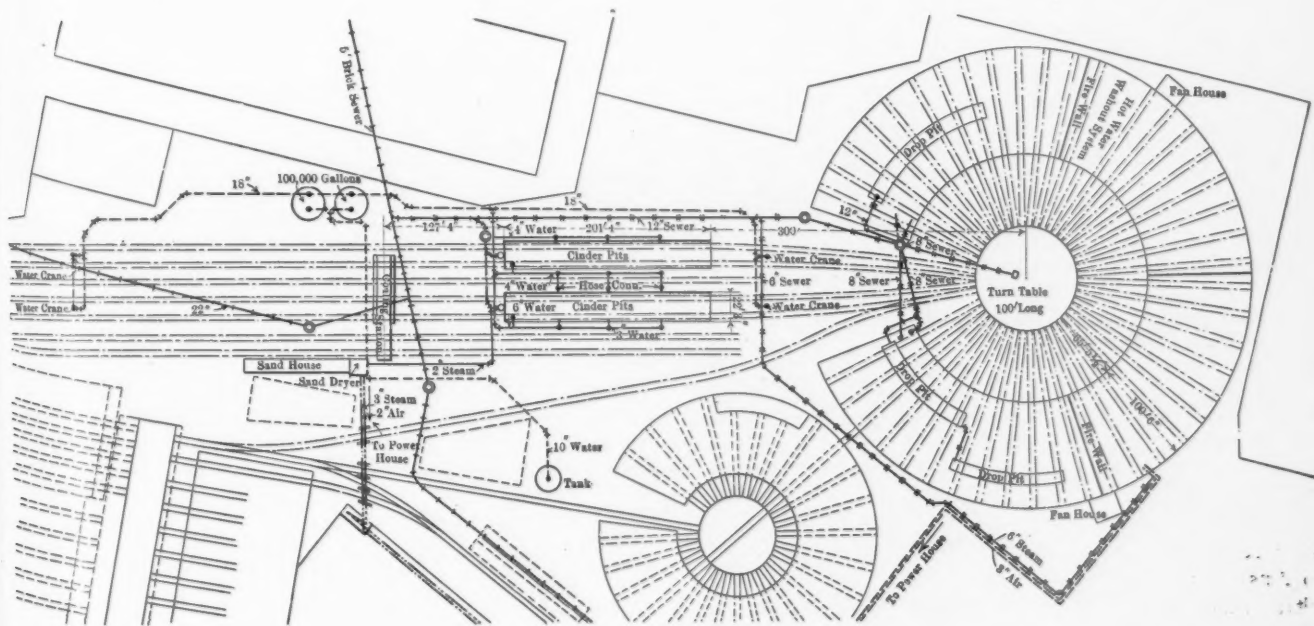 5' Brick Sewer
18"
100,000 Gallons
18"
127' 4"
4" Water
201' 4"
12" Sewer
300'
Water Crane
Water Crane
22"
Coaling Station
Cinder Pits
4" Water
Hose Conn.
6" Water
Cinder Pits
3" Water
Water Crane
6" Sewer
Water Crane
8" Sewer
8" Sewer
8" Sewer
12"
Drop Pit
Fire Wall
Hot Water
Washout System
Fan House
Turn Table
100' Long
Sand House
Sand Dryer
2" Steam
3" Steam
2" Air
To Power
House
10" Water
Tank
Drop Pit
Drop Pit
Fire Wall
100' 6"
Fan House
6" Steam
3" Air
To Power House